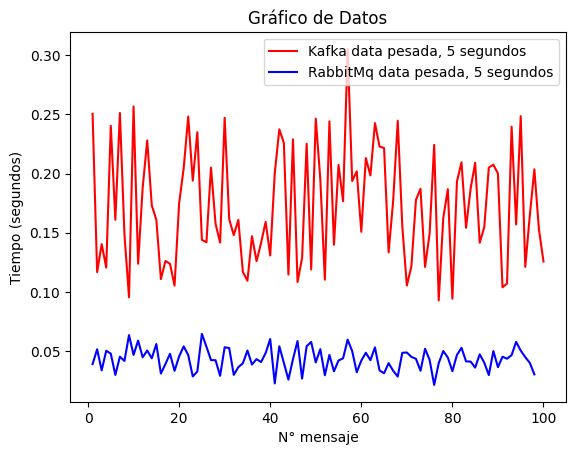 Gráfico de Datos
Kafka data pesada, 5 segundos
RabbitMq data pesada, 5 segundos
Tiempo (segundos)
0.30
0.25
0.20
0.15
0.10
0.05
0
20
40
60
80
100
N° mensaje